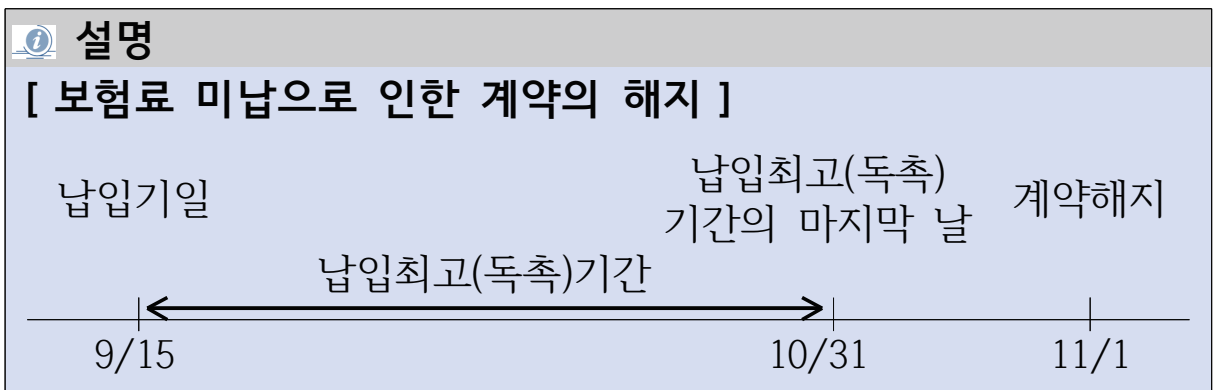 설명
[ 보험료 미납으로 인한 계약의 해지 ]
납입기일
납입최고(독촉)
기간의 마지막 날
계약해지
납입최고(독촉)기간
9/15
10/31
11/1